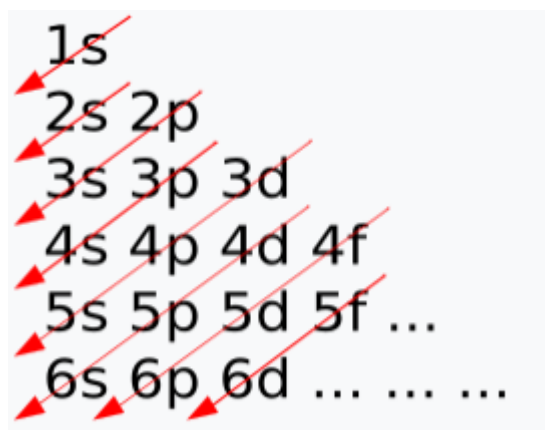 1s
2s 2p
3s 3p 3d
4s 4p 4d 4f
5s 5p 5d 5f ...
6s 6p 6d ... ... ...